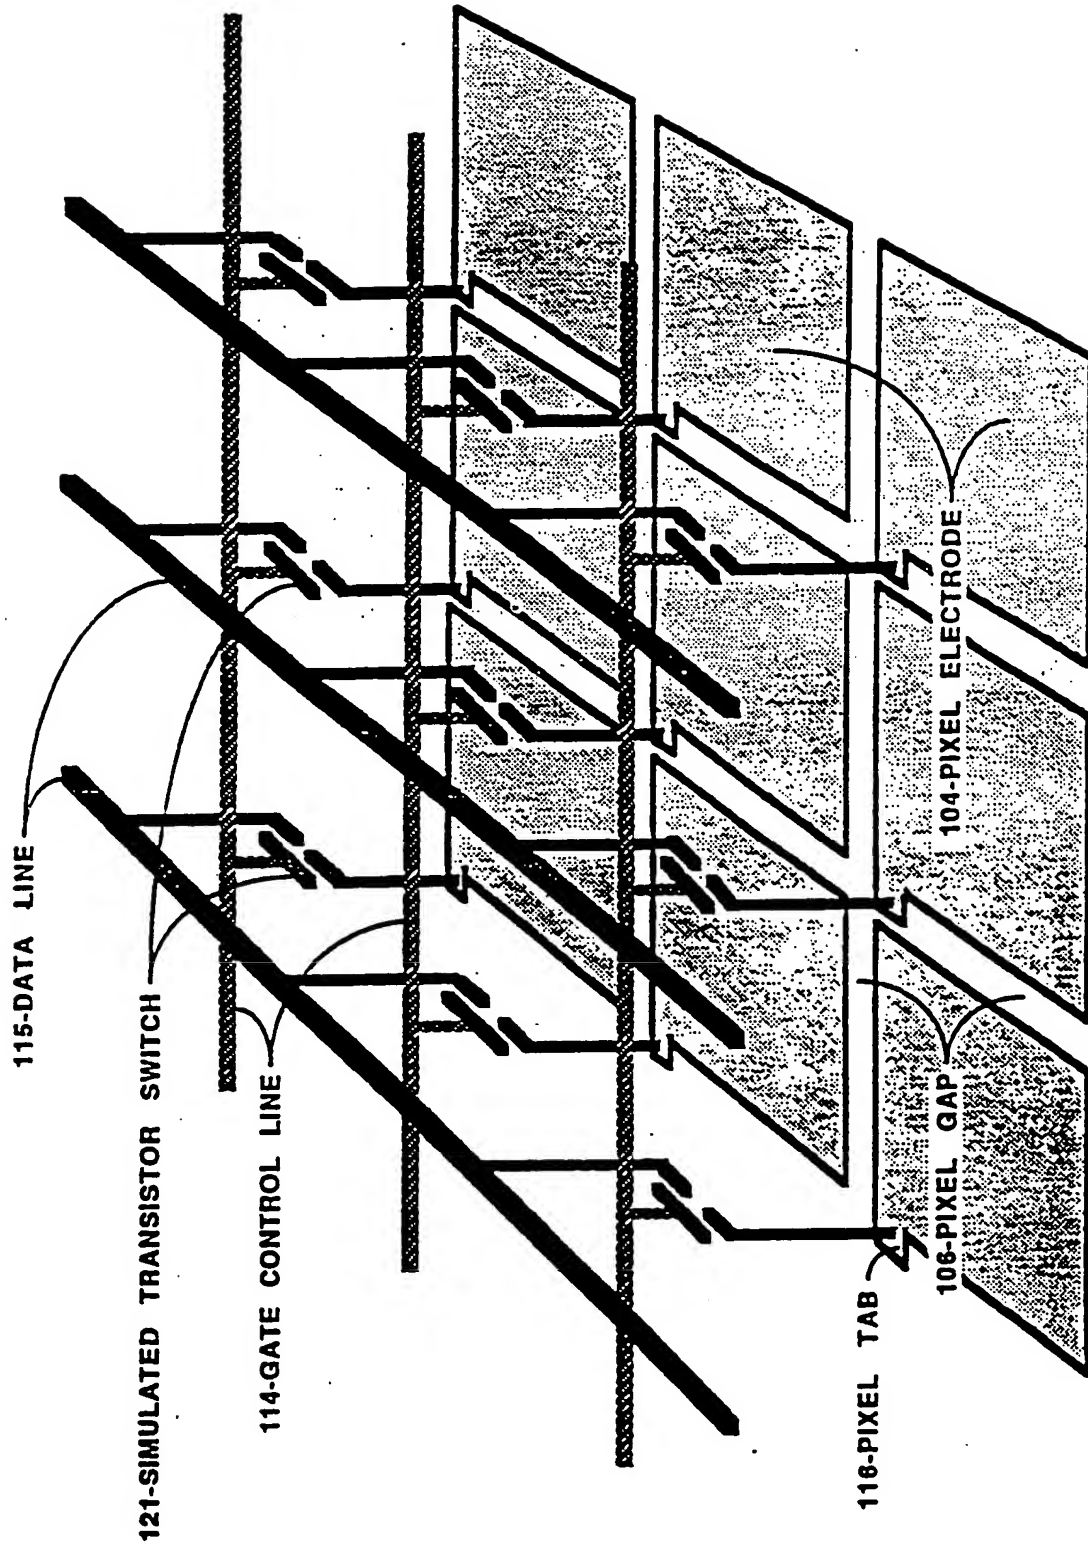 115-DATA LINE
121-SIMULATED TRANSISTOR SWITCH
114-GATE CONTROL LINE
116-PIXEL TAB
106-PIXEL GAP
104-PIXEL ELECTRODE